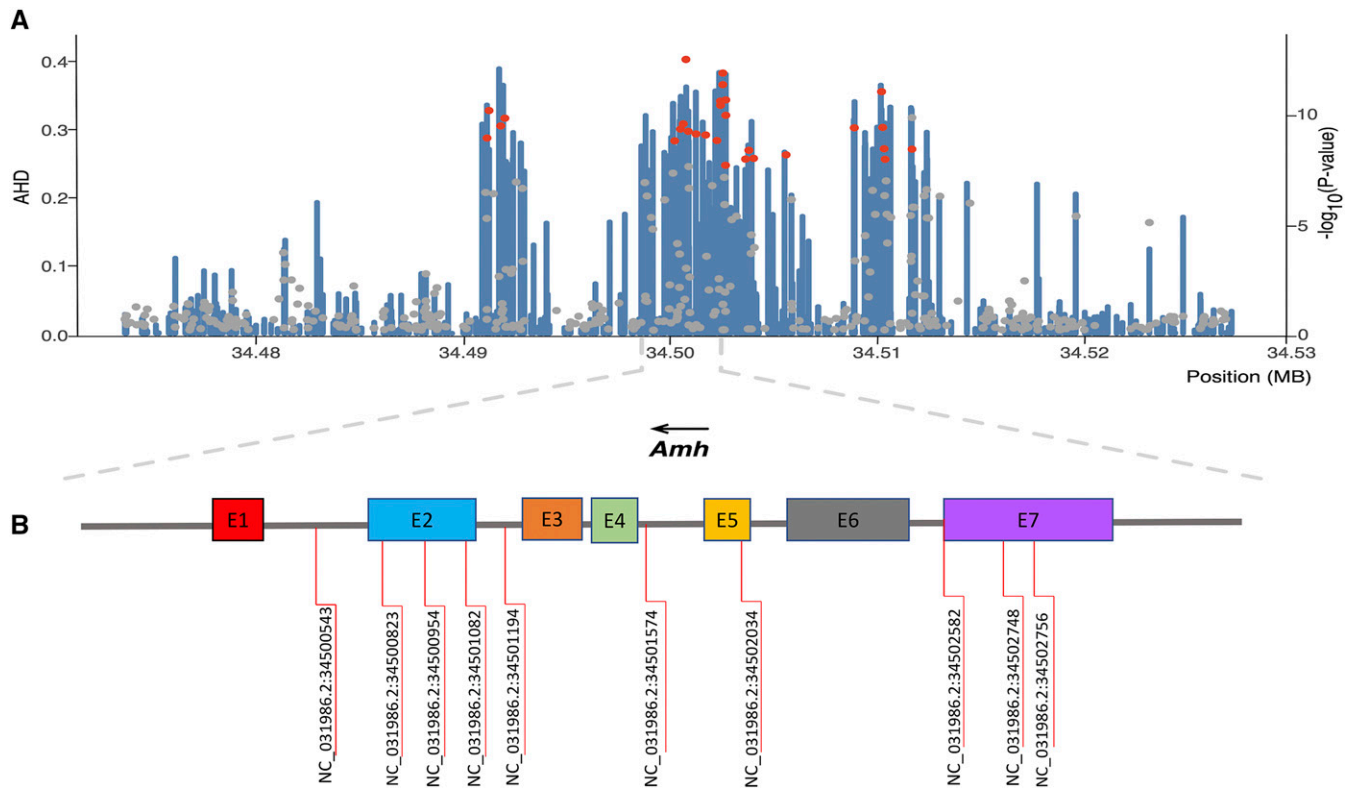 A
AHD
0.4
0.3
0.2
0.1
0.0
10
5
0
-log10(P-value)
34.48
34.49
34.50
34.51
34.52
34.53
Position (MB)
Amh
B
E1
E2
E3
E4
E5
E6
E7
NC_031986.2:34500543
NC_031986.2:34500823
NC_031986.2:34500954
NC_031986.2:34501082
NC_031986.2:34501194
NC_031986.2:34501574
NC_031986.2:34502034
NC_031986.2:34502582
NC_031986.2:34502748
NC_031986.2:34502756